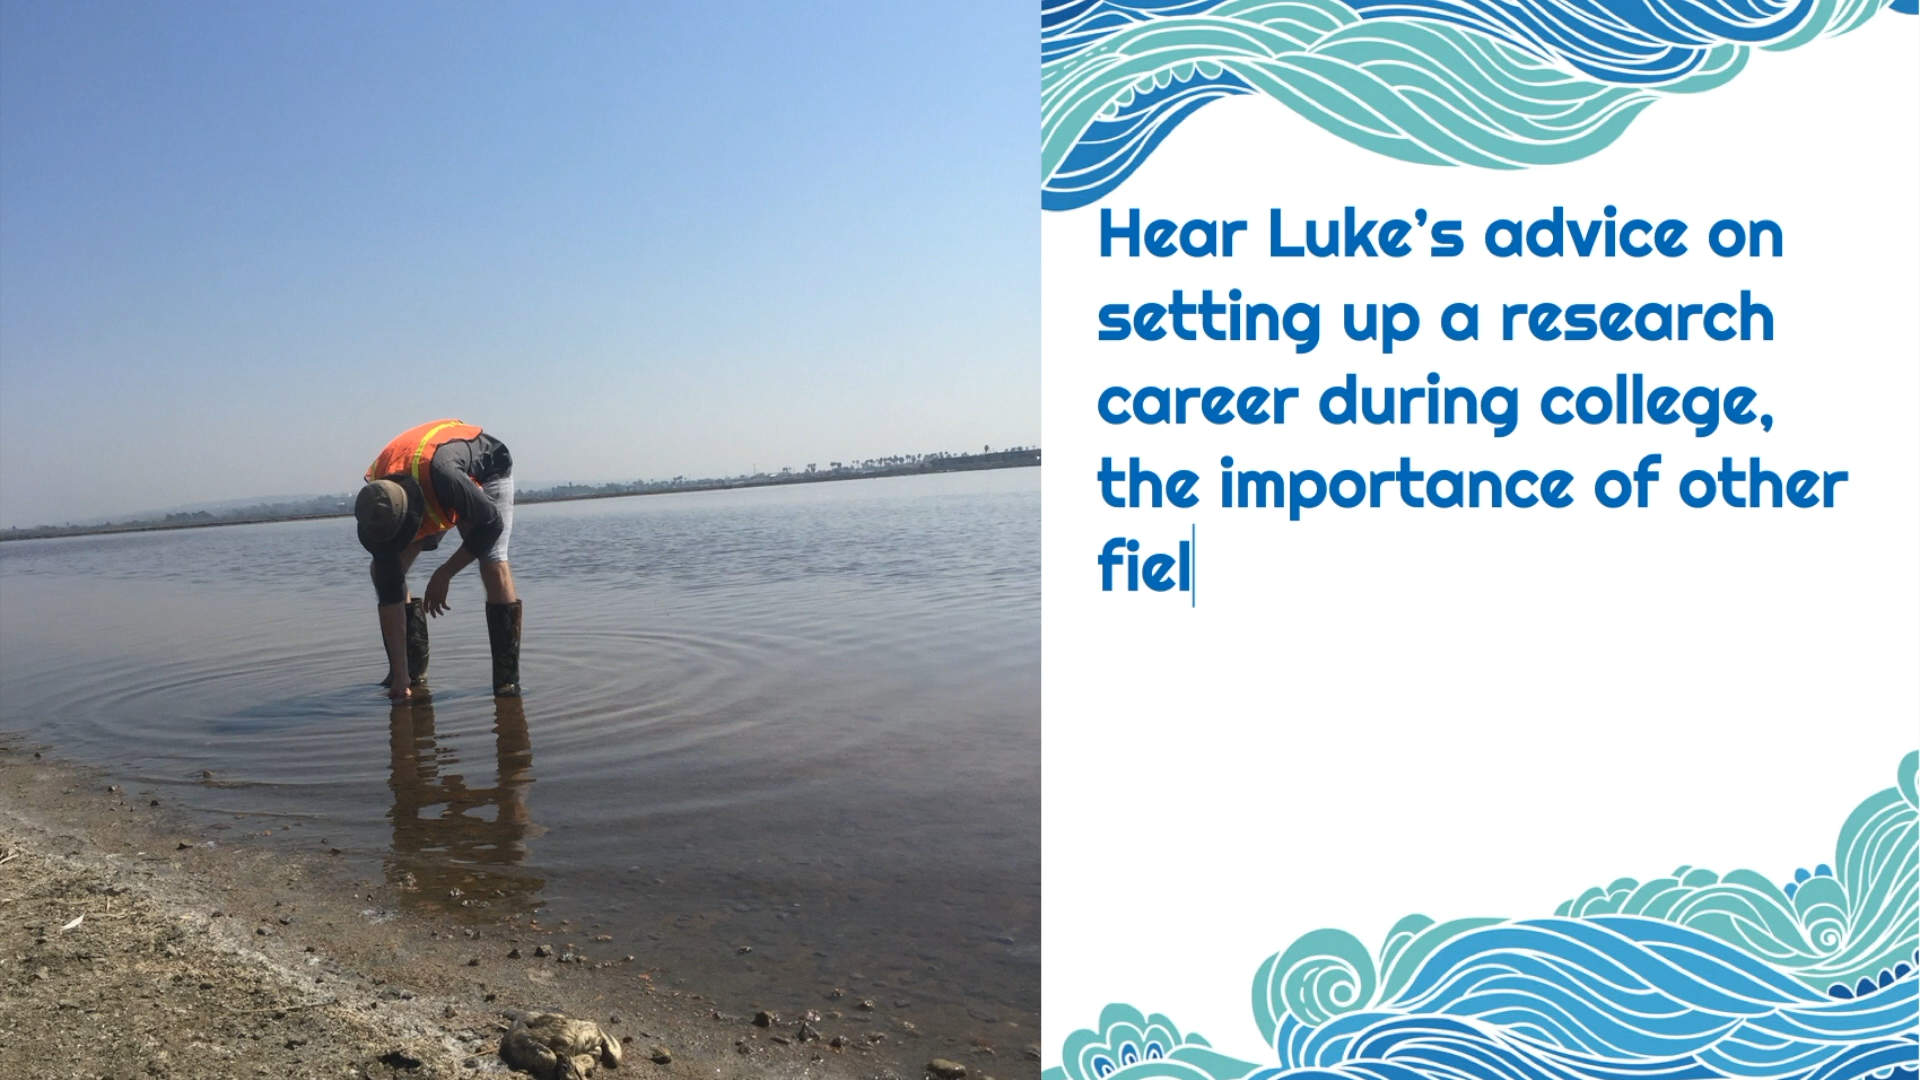 Hear Luke’s advice on
setting up a research
career during college,
the importance of other
fiel